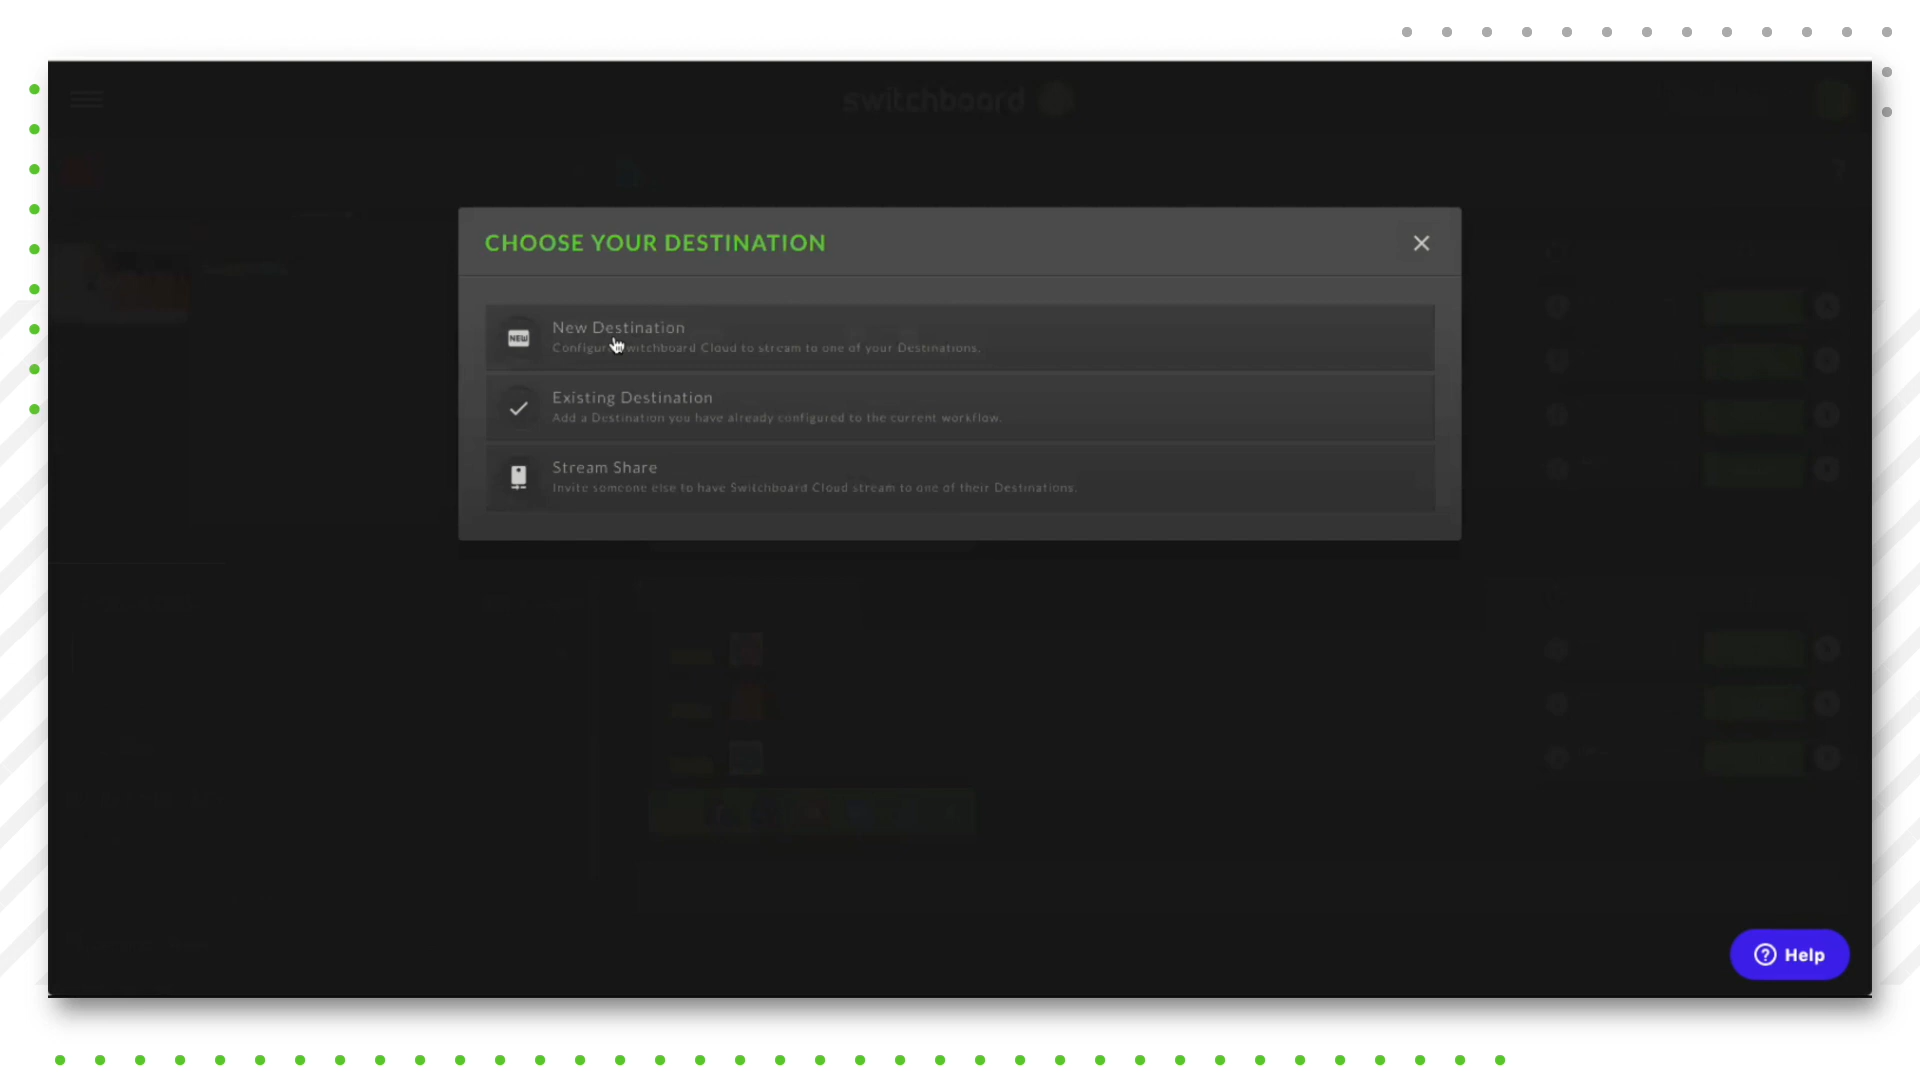 switchboard
CHOOSE YOUR DESTINATION
NEW
New Destination
Configure Switchboard Cloud to stream to one of your Destinations.
Existing Destination
Add a Destination you have already configured to the current workflow.
Stream Share
Invite someone else to have Switchboard Cloud stream to one of their Destinations.
Help